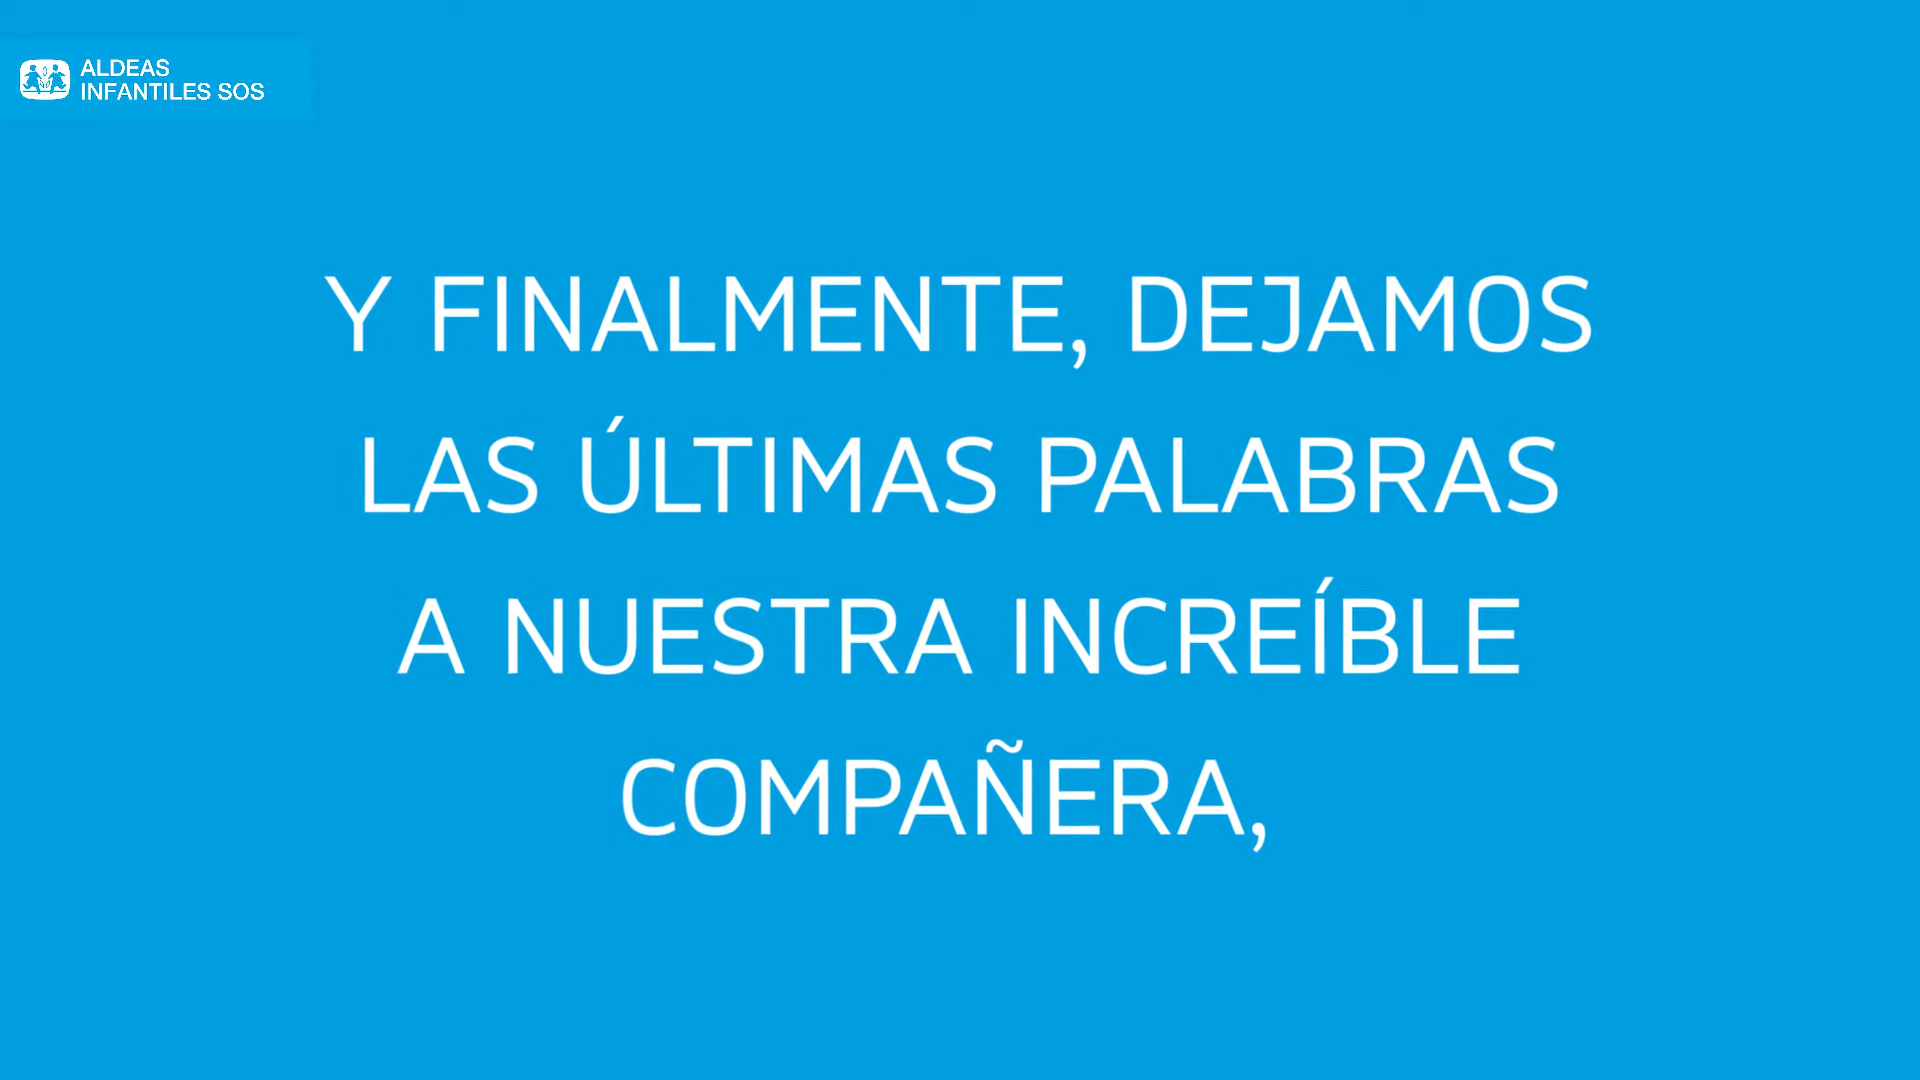 ALDEAS
INFANTILES SOS
Y FINALMENTE, DEJAMOS
LAS ÚLTIMAS PALABRAS
A NUESTRA INCREÍBLE
COMPAÑERA,